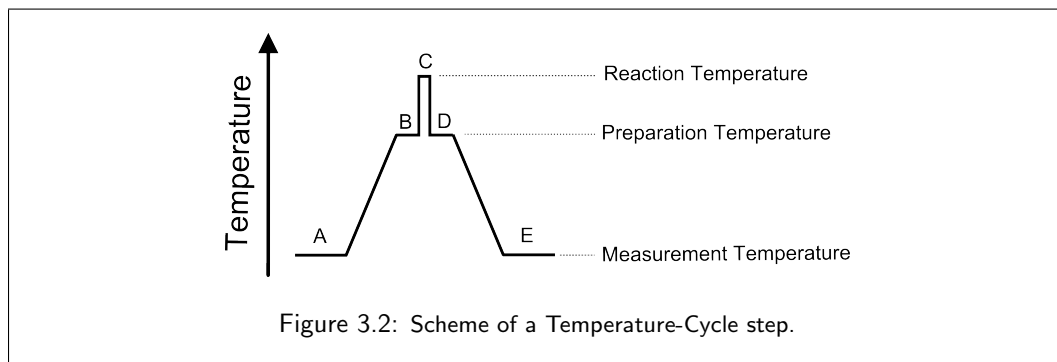 C
Reaction Temperature
B
D
Preparation Temperature
Temperature
A
E
Measurement Temperature
Figure 3.2: Scheme of a Temperature-Cycle step.